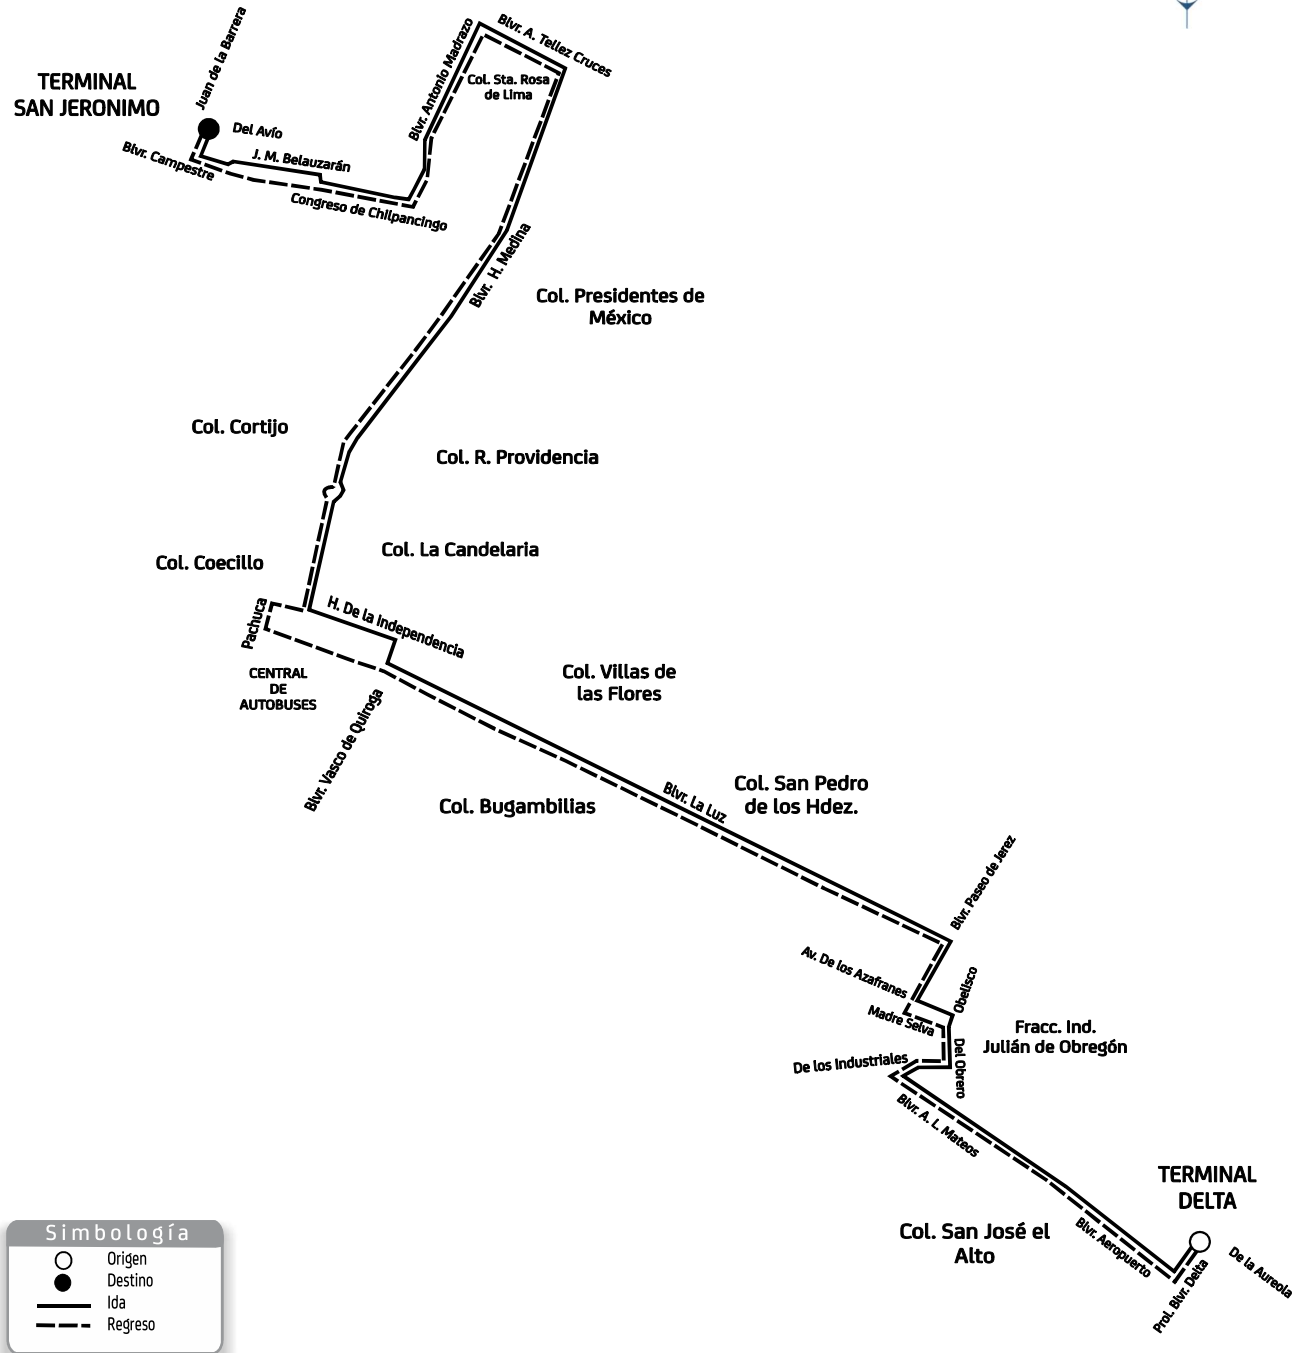 Juan de la Barrera
TERMINAL
SAN JERONIMO
Del Avío
Blvr. Campestre
J. M. Belauzarán
Congreso de Chilpancingo
Blvr. Antonio Madrazo
Blvr. A. Tellez Cruces
Col. Sta. Rosa
de Lima
Blvr. H. Medina
Col. Presidentes de
México
Col. Cortijo
Col. R. Providencia
Col. La Candelaria
Col. Coecillo
Pachuca
H. De la Independencia
CENTRAL
DE
AUTOBUSES
Blvr. Vasco de Quiroga
Col. Villas de
las Flores
Col. Bugambilias
Blvr. La Luz
Col. San Pedro
de los Hdez.
Blvr. Paseo de Jerez
Av. De los Azafranes
Obelisco
Madre Selva
Fracc. Ind.
Julián de Obregón
De los Industriales
Del Obrero
Blvr. A. L. Mateos
TERMINAL
DELTA
Col. San José el
Alto
Blvr. Aeropuerto
Prol. Blvr. Delta
De la Aureola
Simbología
Origen
Destino
Ida
Regreso